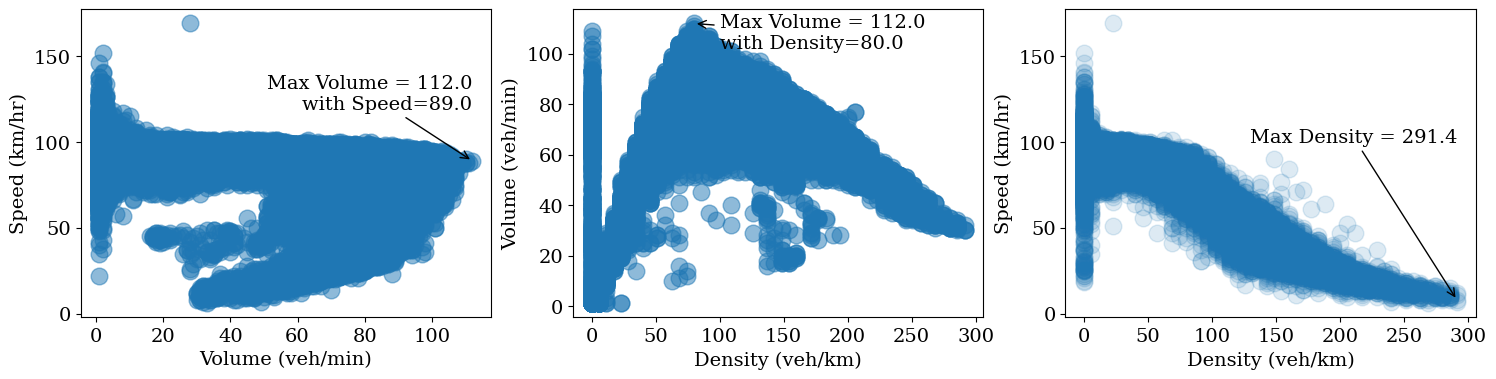 Speed (km/hr)
150
100
50
0
Max Volume = 112.0
with Speed=89.0
0 20 40 60 80 100
Volume (veh/min)
Volume (veh/min)
100
80
60
40
20
0
Max Volume = 112.0
with Density=80.0
0 50 100 150 200 250 300
Density (veh/km)
Speed (km/hr)
150
100
50
0
Max Density = 291.4
0 50 100 150 200 250 300
Density (veh/km)